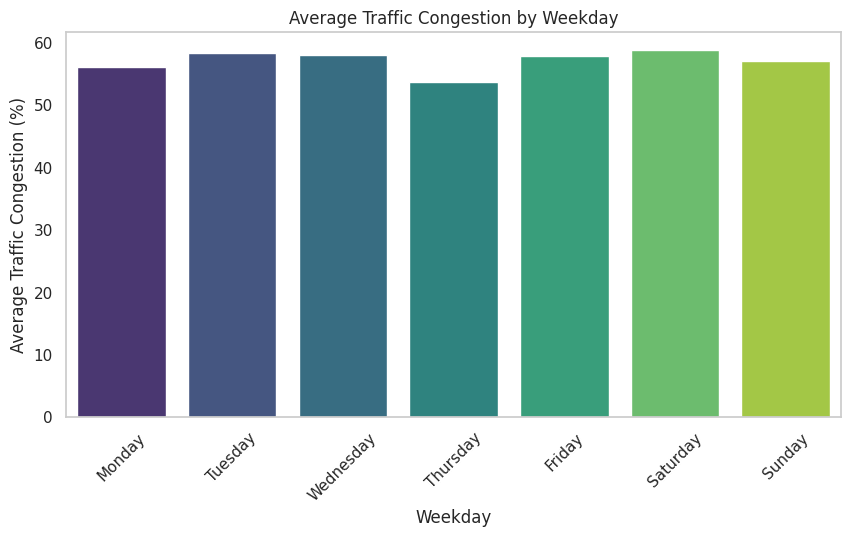 Average Traffic Congestion by Weekday
Average Traffic Congestion (%)
60
50
40
30
20
10
0
Monday
Tuesday
Wednesday
Thursday
Friday
Saturday
Sunday
Weekday